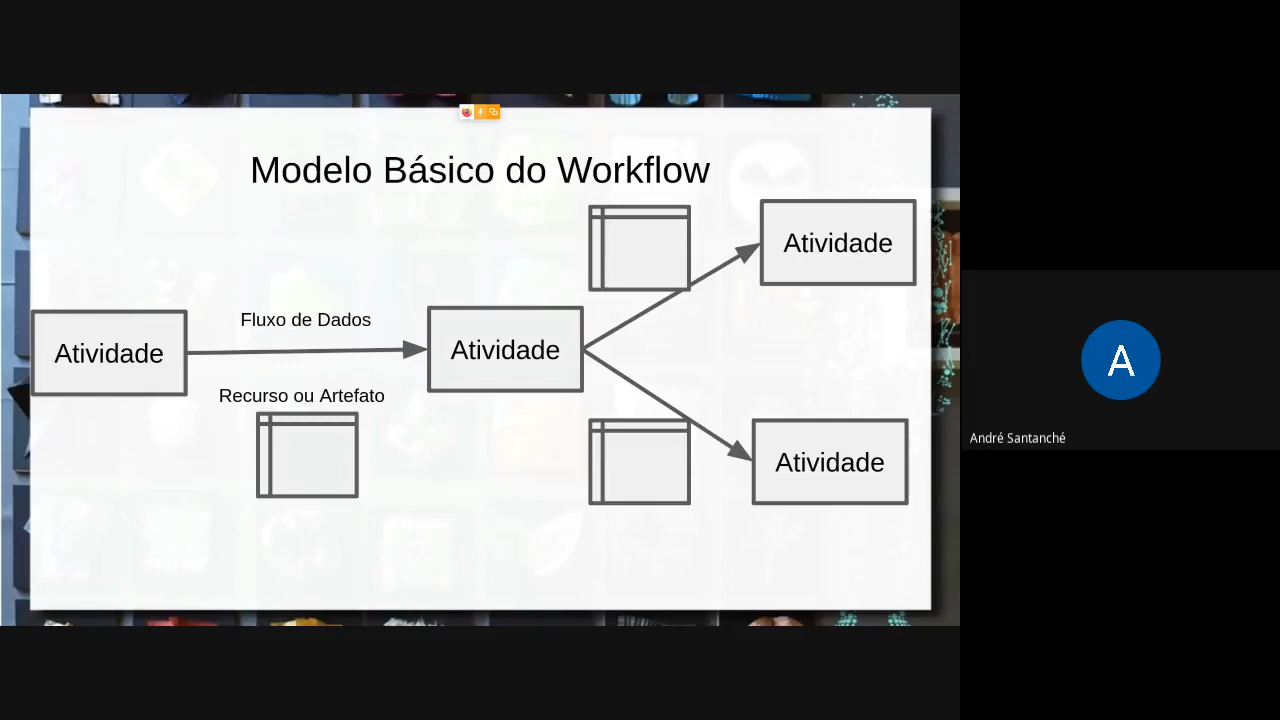 Modelo Básico do Workflow
Atividade
Fluxo de Dados
Atividade
Atividade
Recurso ou Artefato
Atividade
A
André Santanché